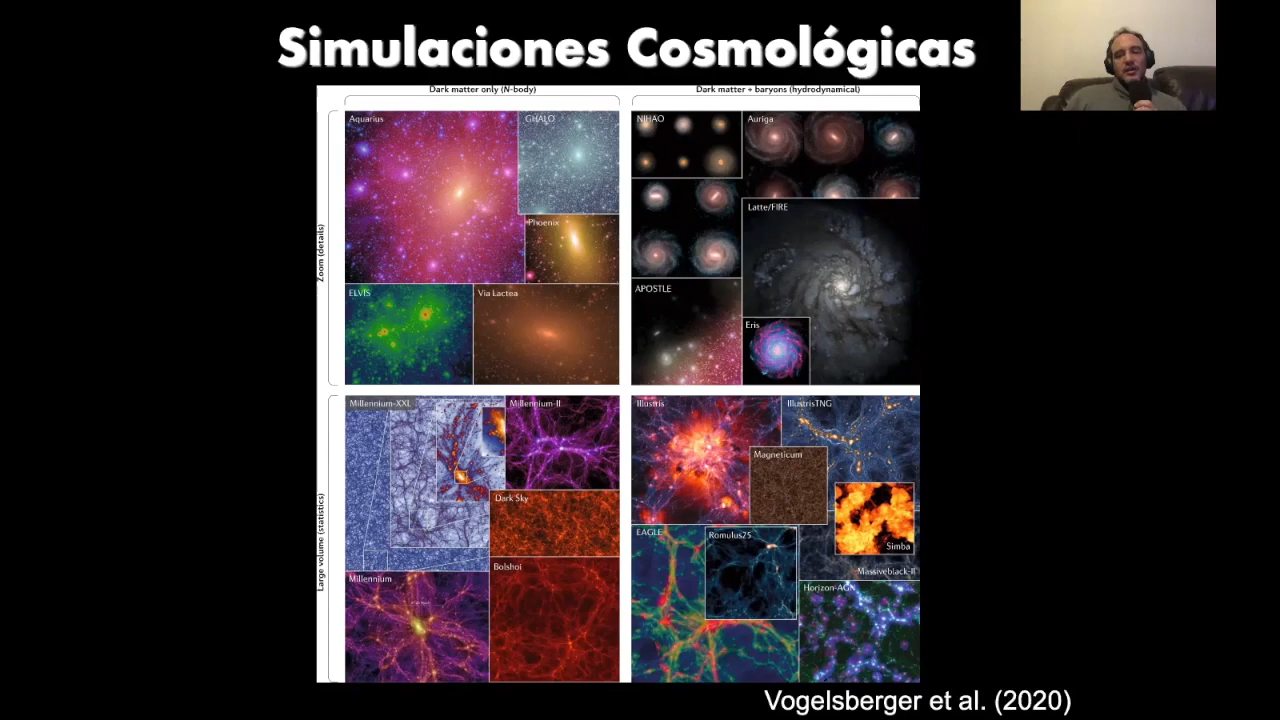 Simulaciones Cosmológicas
Dark matter only (N-body)
Dark matter + baryons (hydrodynamical)
Zoom (details)
Aquarius
GHALO
Phoenix
ELVIS
Via Lactea
NIHAO
Auriga
Latte/FIRE
APOSTLE
Eris
Large volume (statistics)
Millennium-XXL
Millennium-II
Dark Sky
Bolshoi
Millennium
Illustris
IllustrisTNG
Magneticum
Simba
EAGLE
Romulus25
Massiveblack-II
Horizon-AGN
Vogelsberger et al. (2020)